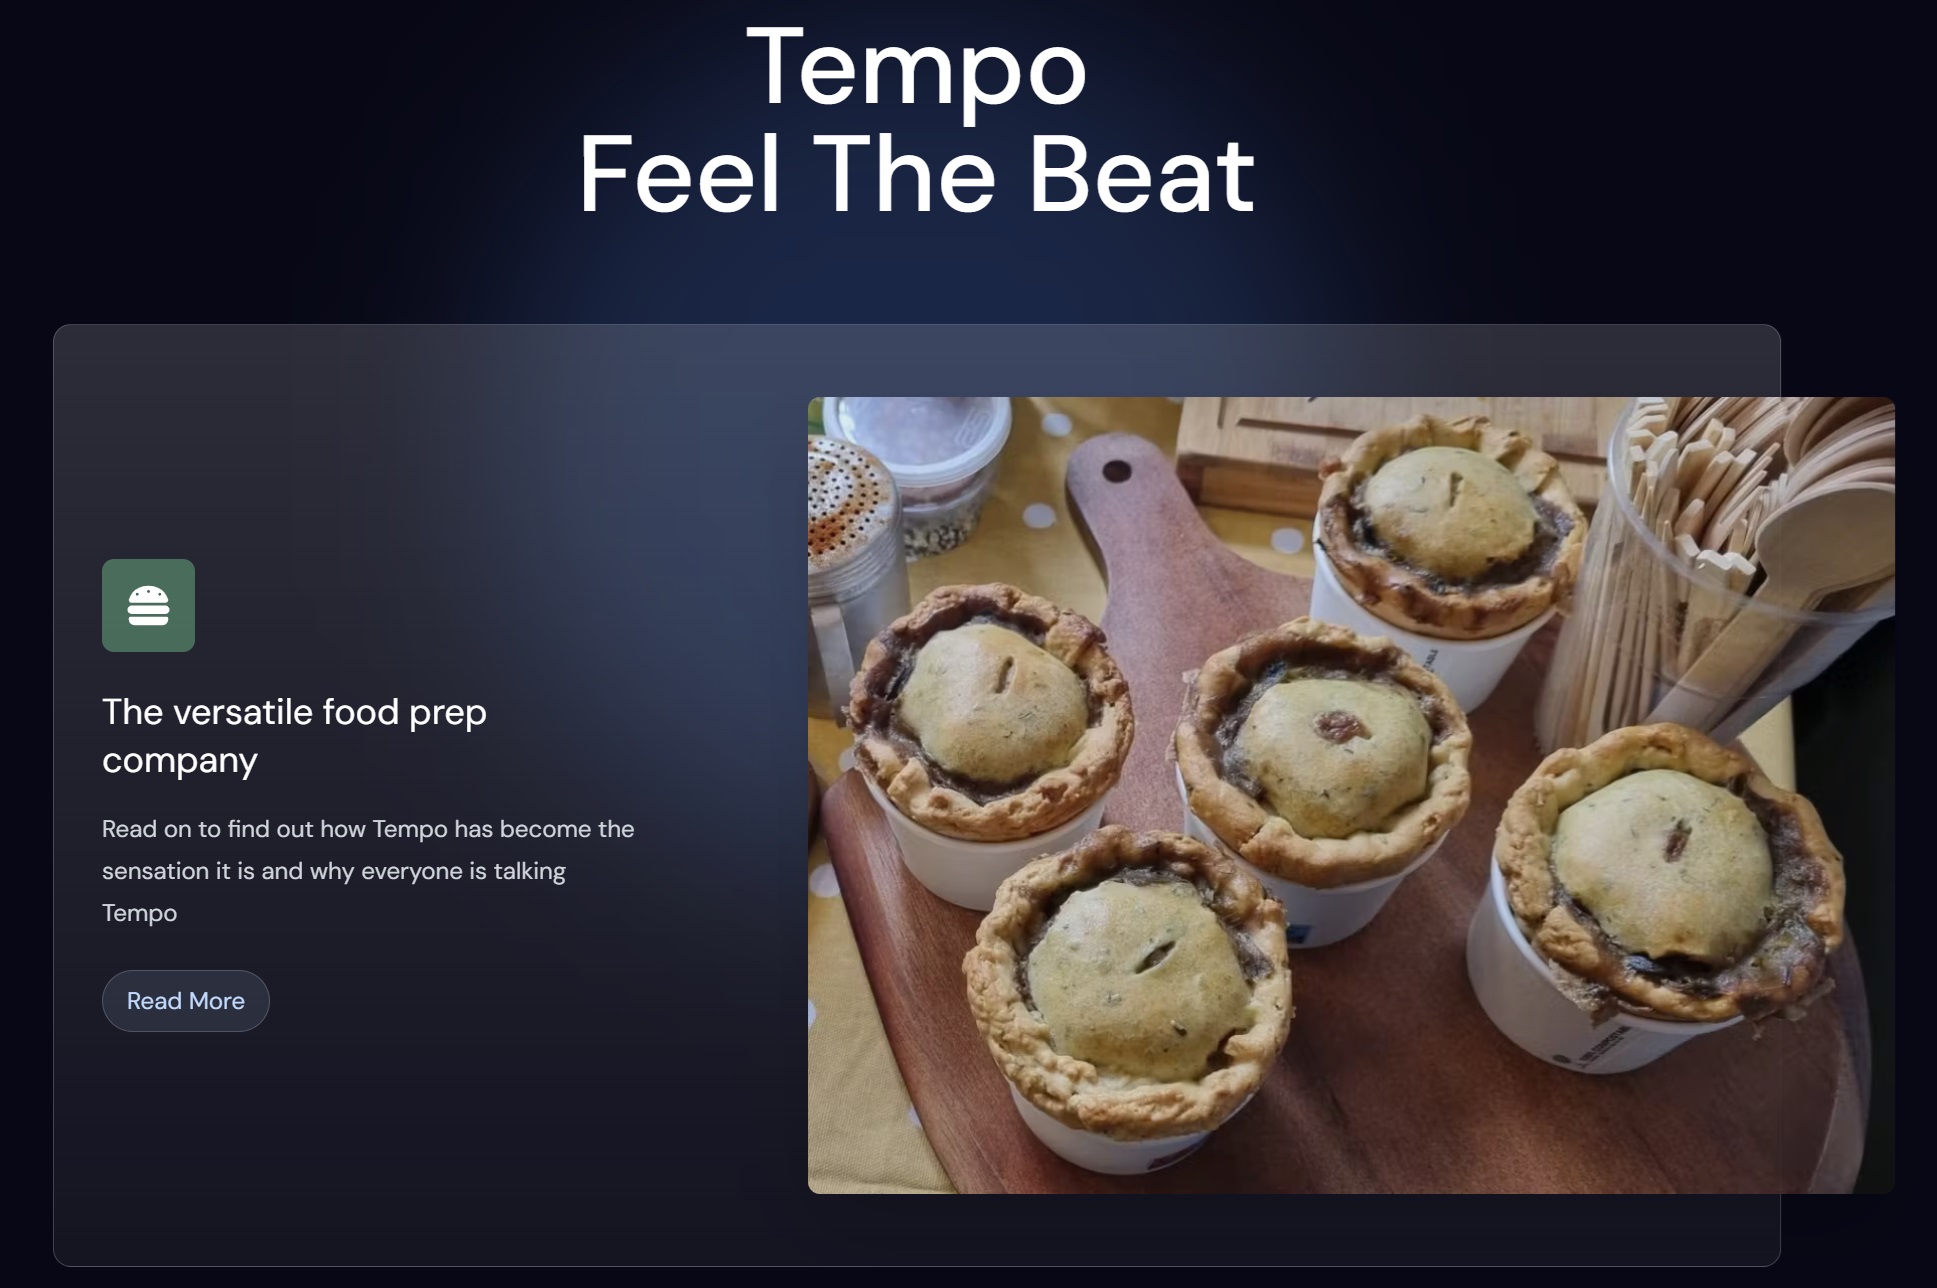 Tempo
Feel The Beat
The versatile food prep
company
Read on to find out how Tempo has become the
sensation it is and why everyone is talking
Tempo
Read More